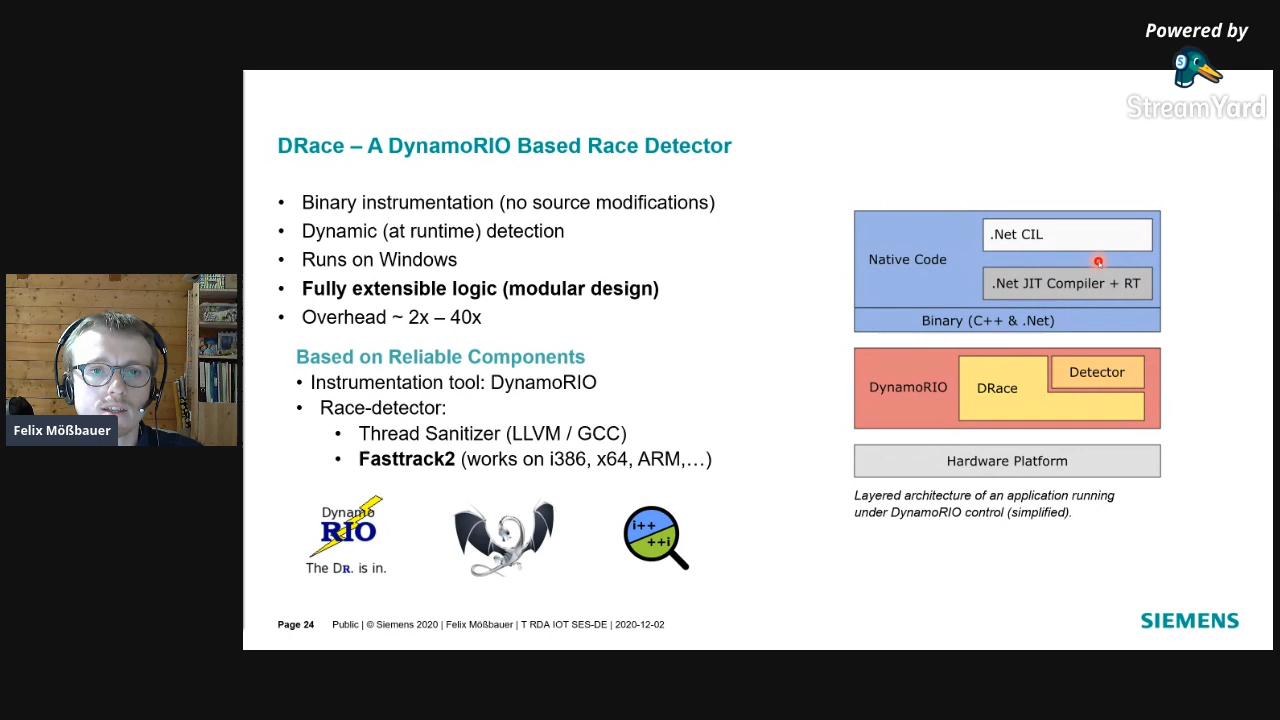 Powered by
StreamYard
DRace – A DynamoRIO Based Race Detector
• Binary instrumentation (no source modifications)
• Dynamic (at runtime) detection
• Runs on Windows
• Fully extensible logic (modular design)
• Overhead ~ 2x – 40x
Based on Reliable Components
• Instrumentation tool: DynamoRIO
• Race-detector:
• Thread Sanitizer (LLVM / GCC)
• Fasttrack2 (works on i386, x64, ARM,…)
Dynamo
RIO
The DR. is in.
i++
++i
.Net CIL
Native Code
.Net JIT Compiler + RT
Binary (C++ & .Net)
DynamoRIO
DRace
Detector
Hardware Platform
Layered architecture of an application running
under DynamoRIO control (simplified).
Felix Mößbauer
Page 24 Public | © Siemens 2020 | Felix Mößbauer | T RDA IOT SES-DE | 2020-12-02
SIEMENS